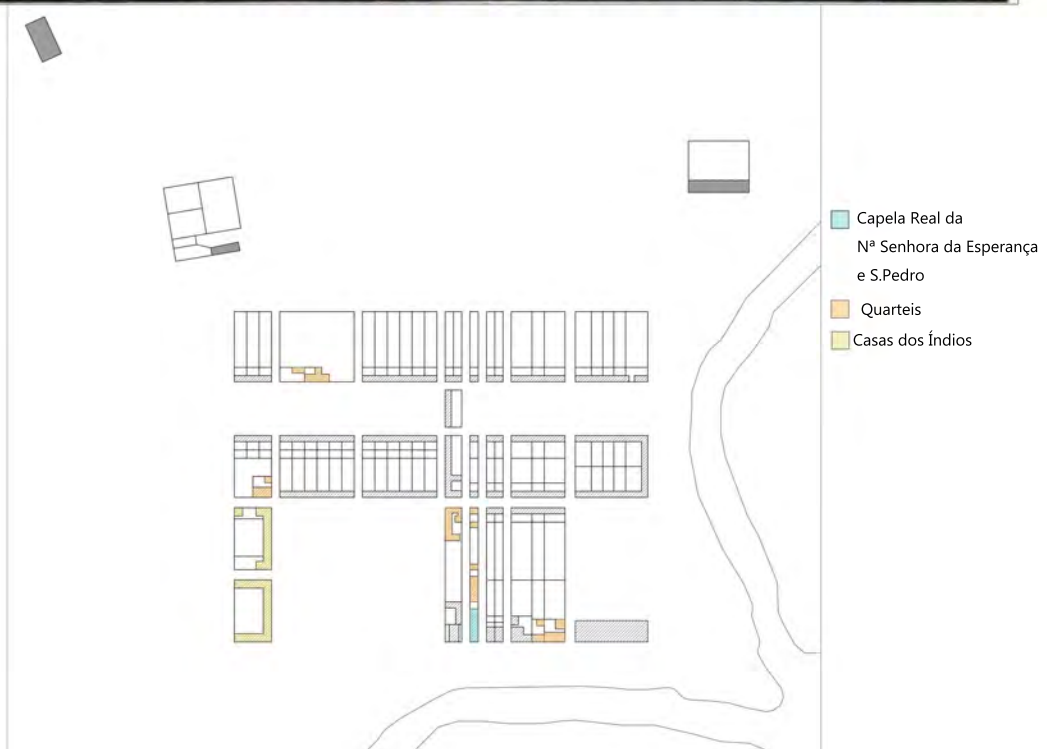 Capela Real da
Nª Senhora da Esperança
e S.Pedro
Quarteis
Casas dos Índios